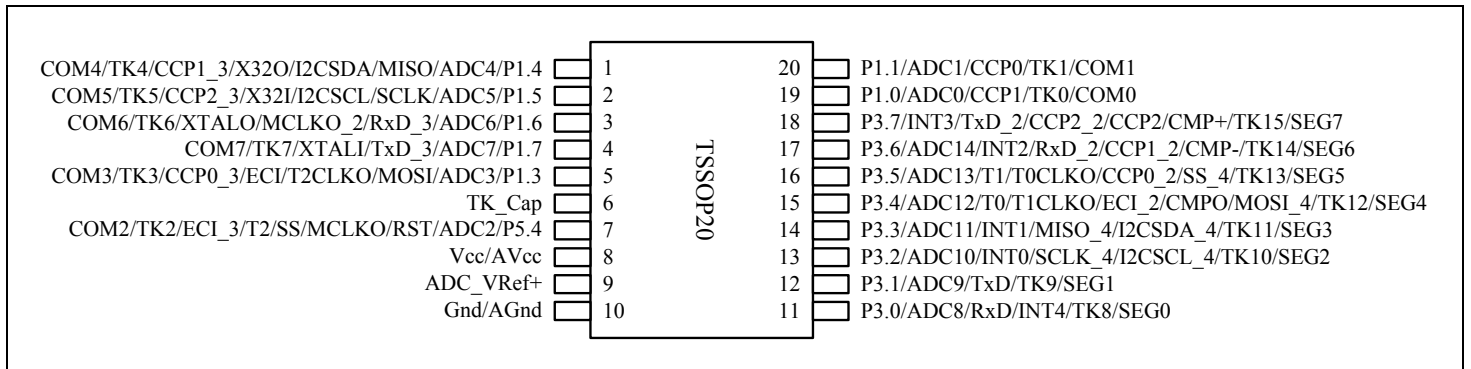 COM4/TK4/CCP1_3/X32O/I2CSDA/MISO/ADC4/P1.4 1 20 P1.1/ADC1/CCP0/TK1/COM1
COM5/TK5/CCP2_3/X32I/I2CSCL/SCLK/ADC5/P1.5 2 19 P1.0/ADC0/CCP1/TK0/COM0
COM6/TK6/XTALO/MCLKO_2/RxD_3/ADC6/P1.6 3 18 P3.7/INT3/TxD_2/CCP2_2/CCP2/CMP+/TK15/SEG7
COM7/TK7/XTALI/TxD_3/ADC7/P1.7 4 17 P3.6/ADC14/INT2/RxD_2/CCP1_2/CMP-/TK14/SEG6
COM3/TK3/CCP0_3/ECI/T2CLKO/MOSI/ADC3/P1.3 5 16 P3.5/ADC13/T1/T0CLKO/CCP0_2/SS_4/TK13/SEG5
TK_Cap 6 15 P3.4/ADC12/T0/T1CLKO/ECI_2/CMPO/MOSI_4/TK12/SEG4
COM2/TK2/ECI_3/T2/SS/MCLKO/RST/ADC2/P5.4 7 14 P3.3/ADC11/INT1/MISO_4/I2CSDA_4/TK11/SEG3
Vcc/AVcc 8 13 P3.2/ADC10/INT0/SCLK_4/I2CSCL_4/TK10/SEG2
ADC_VRef+ 9 12 P3.1/ADC9/TxD/TK9/SEG1
Gnd/AGnd 10 11 P3.0/ADC8/RxD/INT4/TK8/SEG0
TSSOP20